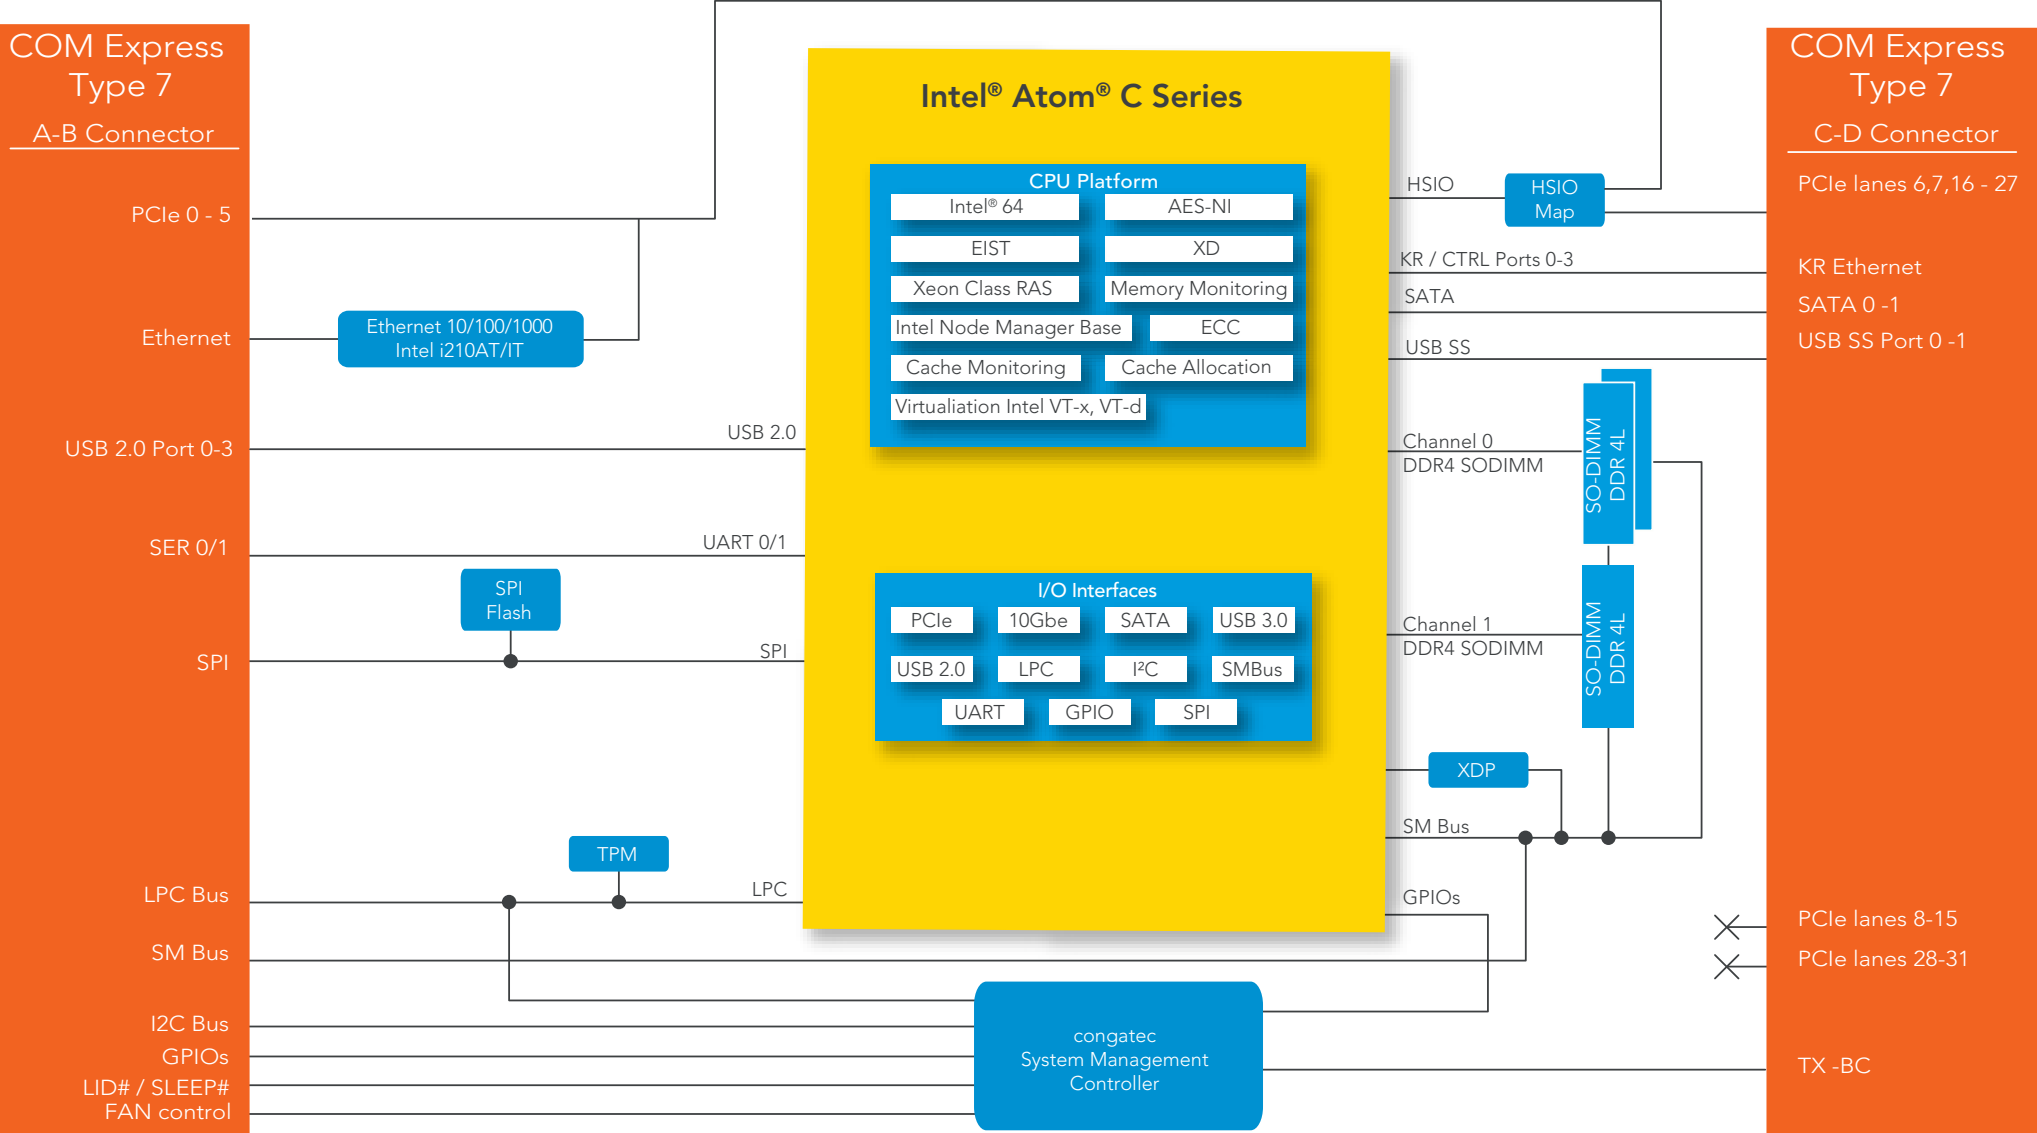 COM Express
Type 7
A-B Connector
PCIe 0 - 5
Ethernet
USB 2.0 Port 0-3
SER 0/1
SPI
LPC Bus
SM Bus
I2C Bus
GPIOs
LID# / SLEEP#
FAN control
Ethernet 10/100/1000
Intel i210AT/IT
SPI
Flash
TPM
USB 2.0
UART 0/1
SPI
LPC
Intel® Atom® C Series
CPU Platform
Intel® 64
AES-NI
EIST
XD
Xeon Class RAS
Memory Monitoring
Intel Node Manager Base
ECC
Cache Monitoring
Cache Allocation
Virtualiation Intel VT-x, VT-d
I/O Interfaces
PCIe
10Gbe
SATA
USB 3.0
USB 2.0
LPC
I²C
SMBus
UART
GPIO
SPI
congatec
System Management
Controller
HSIO
HSIO
Map
KR / CTRL Ports 0-3
SATA
USB SS
Channel 0
DDR4 SODIMM
SO-DIMM
DDR 4L
Channel 1
DDR4 SODIMM
SO-DIMM
DDR 4L
XDP
SM Bus
GPIOs
COM Express
Type 7
C-D Connector
PCIe lanes 6,7,16 - 27
KR Ethernet
SATA 0 -1
USB SS Port 0 -1
PCIe lanes 8-15
PCIe lanes 28-31
TX -BC